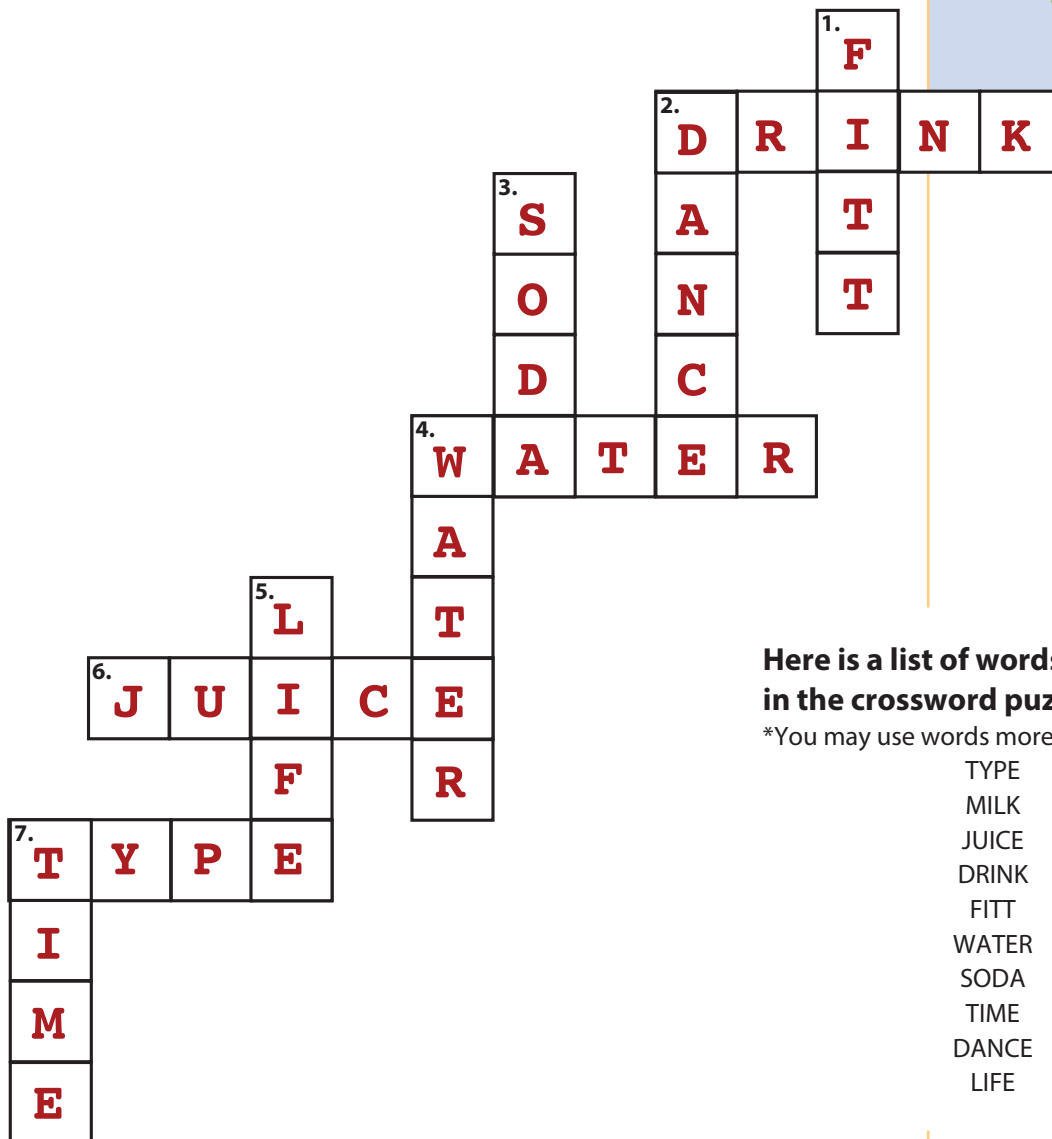 1.
F
2.
D R I N K
3.
S A T
O N T
D C
4.
W A T E R
A
5.
L T
6.
J U I C E
F R
7.
T Y P E
I
M
E
Here is a list of words
in the crossword puz
*You may use words more
TYPE
MILK
JUICE
DRINK
FITT
WATER
SODA
TIME
DANCE
LIFE